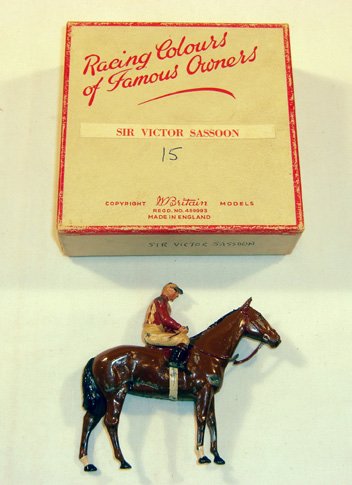 Racing Colours
of Famous Owners
SIR VICTOR SASSOON
15
COPYRIGHT W Britain MODELS
REGD. NO. 459993
MADE IN ENGLAND
SIR VICTOR SASSOON